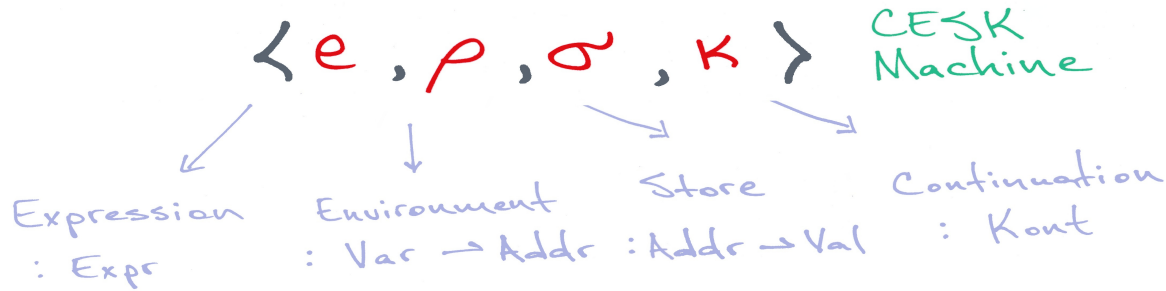 < e , ρ , σ , κ >
CESK
Machine
Expression
: Expr
Environment
: Var → Addr
Store
: Addr → Val
Continuation
: Kont